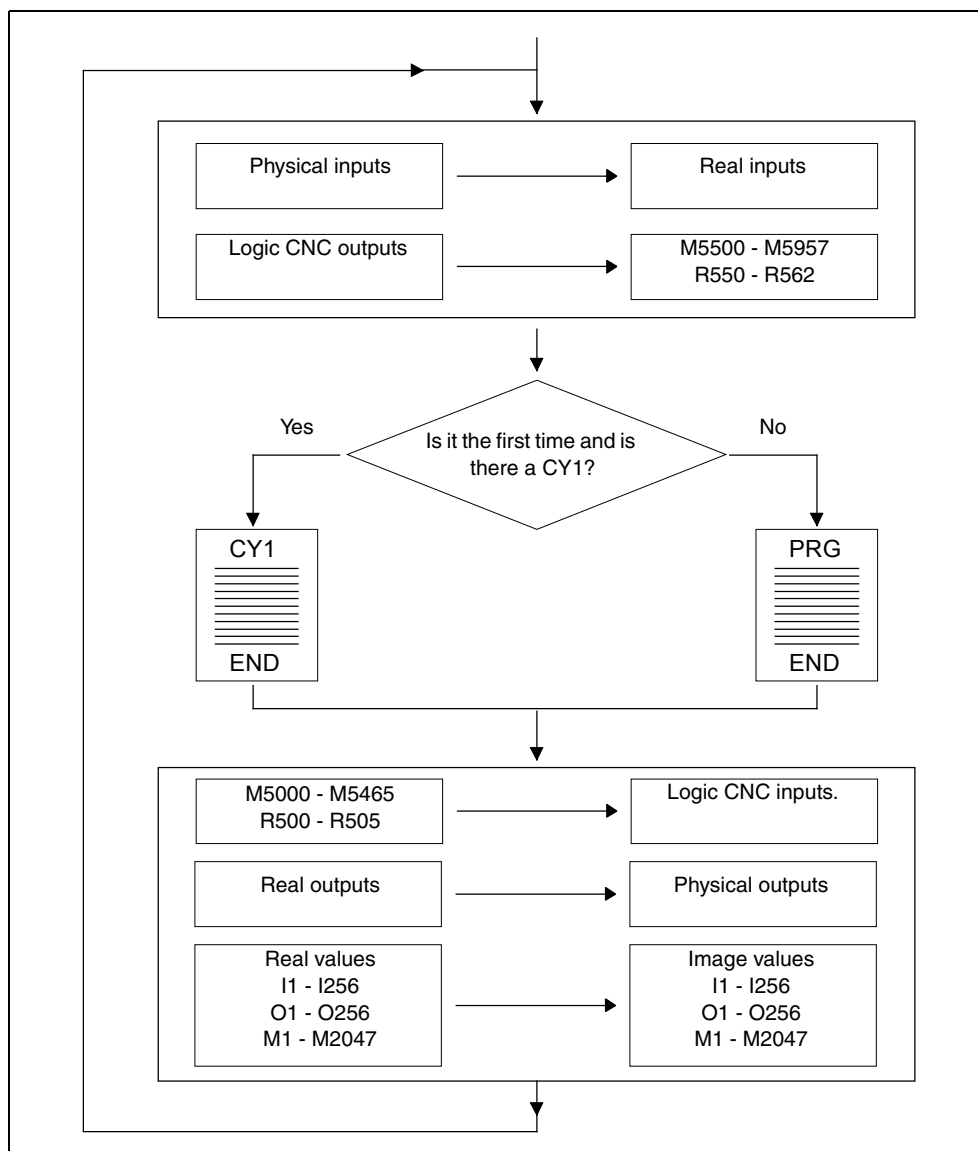 Physical inputs
Real inputs
Logic CNC outputs
M5500 - M5957
R550 - R562
Yes
Is it the first time and is
there a CY1?
No
CY1
END
PRG
END
M5000 - M5465
R500 - R505
Logic CNC inputs.
Real outputs
Physical outputs
Real values
I1 - I256
O1 - O256
M1 - M2047
Image values
I1 - I256
O1 - O256
M1 - M2047